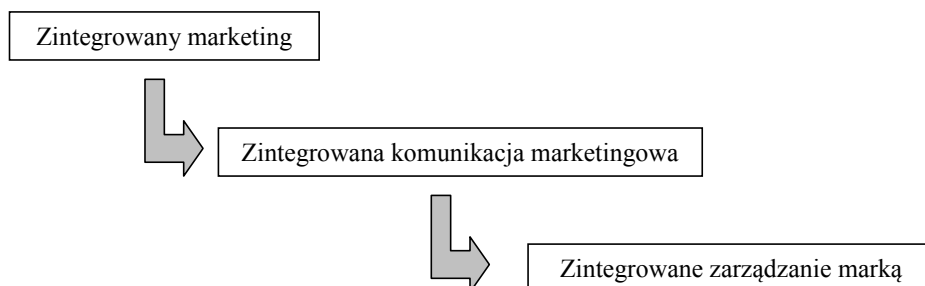 Zintegrowany marketing
Zintegrowana komunikacja marketingowa
Zintegrowane zarządzanie marką